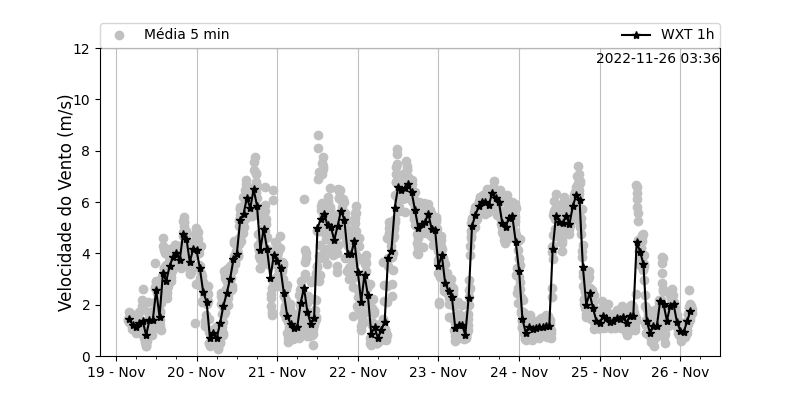 Média 5 min
WXT 1h
2022-11-26 03:36
Velocidade do Vento (m/s)
12
10
8
6
4
2
0
19 - Nov
20 - Nov
21 - Nov
22 - Nov
23 - Nov
24 - Nov
25 - Nov
26 - Nov